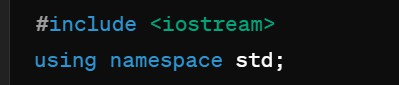 #include <iostream>
using namespace std;